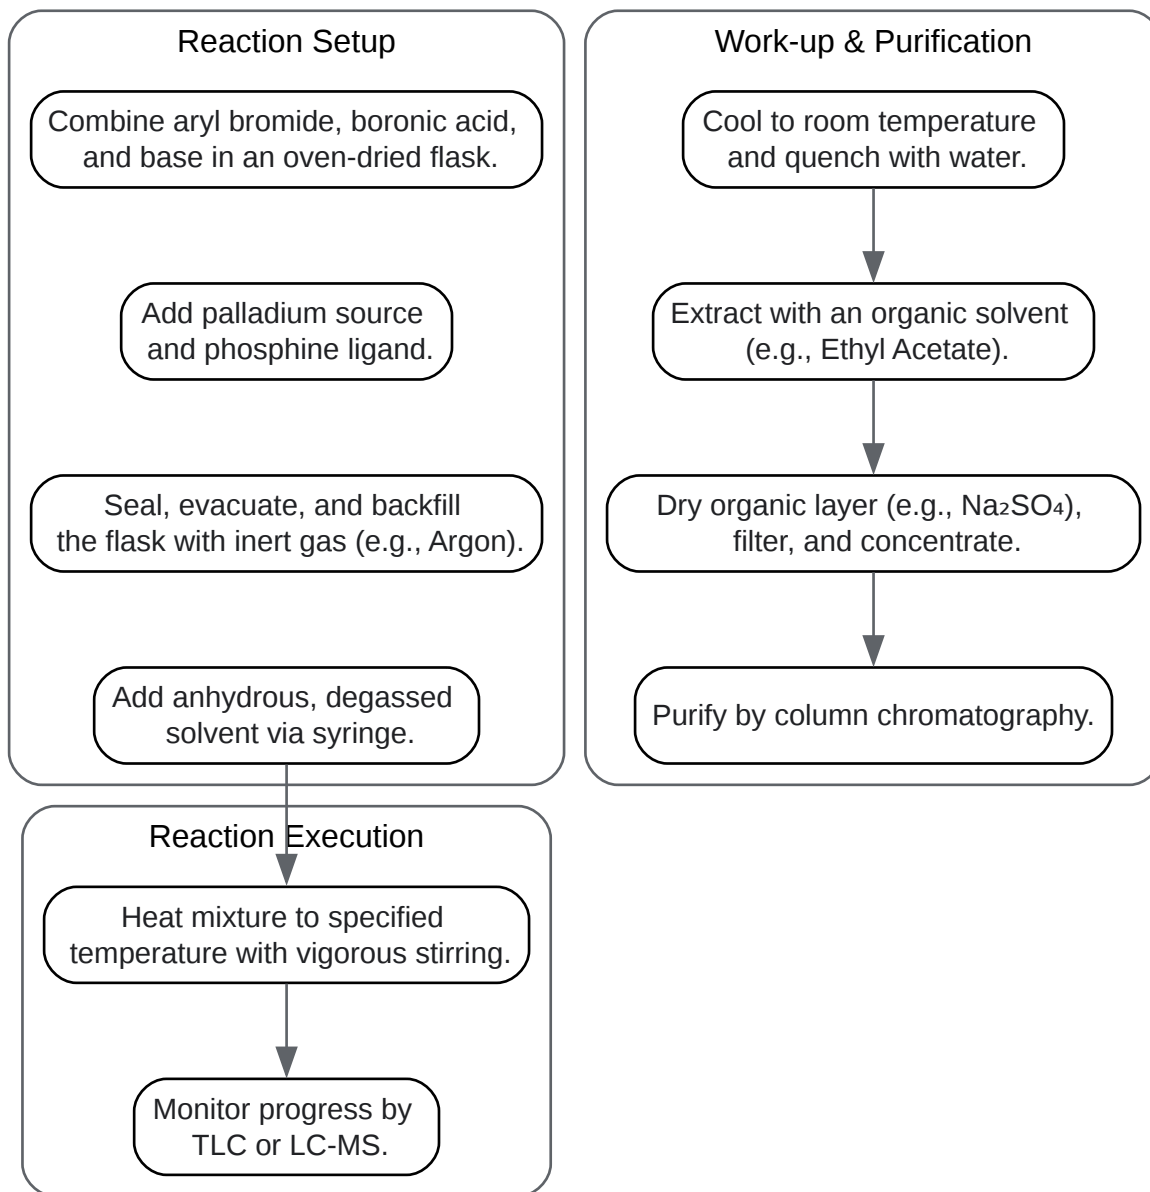 Reaction Setup
Combine aryl bromide, boronic acid,
and base in an oven-dried flask.
Add palladium source
and phosphine ligand.
Seal, evacuate, and backfill
the flask with inert gas (e.g., Argon).
Add anhydrous, degassed
solvent via syringe.
Reaction Execution
Heat mixture to specified
temperature with vigorous stirring.
Monitor progress by
TLC or LC-MS.
Work-up & Purification
Cool to room temperature
and quench with water.
Extract with an organic solvent
(e.g., Ethyl Acetate).
Dry organic layer (e.g., Na₂SO₄),
filter, and concentrate.
Purify by column chromatography.